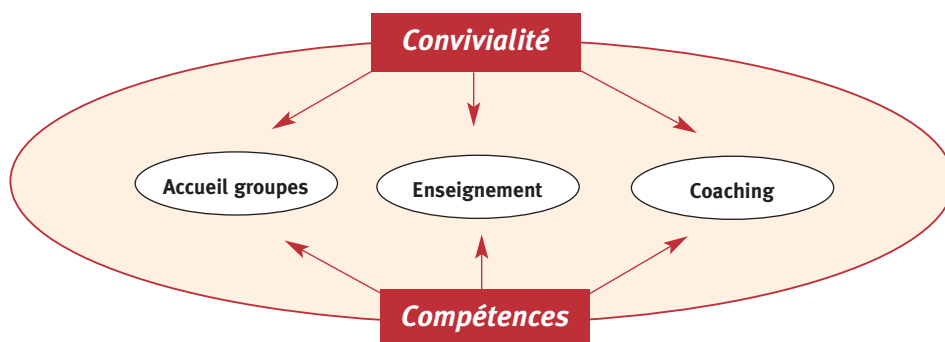 Convivialité
Accueil groupes
Enseignement
Coaching
Compétences